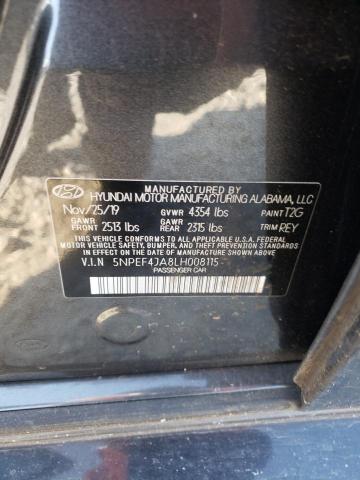 MANUFACTURED BY
HYUNDAI MOTOR MANUFACTURING ALABAMA, LLC
Nov/25/19 GVWR 4354 lbs PAINT T2G
GAWR FRONT 2513 lbs GAWR REAR 2315 lbs TRIM REY
THIS VEHICLE CONFORMS TO ALL APPLICABLE U.S. FEDERAL
MOTOR VEHICLE SAFETY, BUMPER, AND THEFT PREVENTION
STANDARDS IN EFFECT ON THE DATE OF MANUFACTURE SHOWN ABOVE.
V.I.N 5NPEF4JA8LH008115
PASSENGER CAR